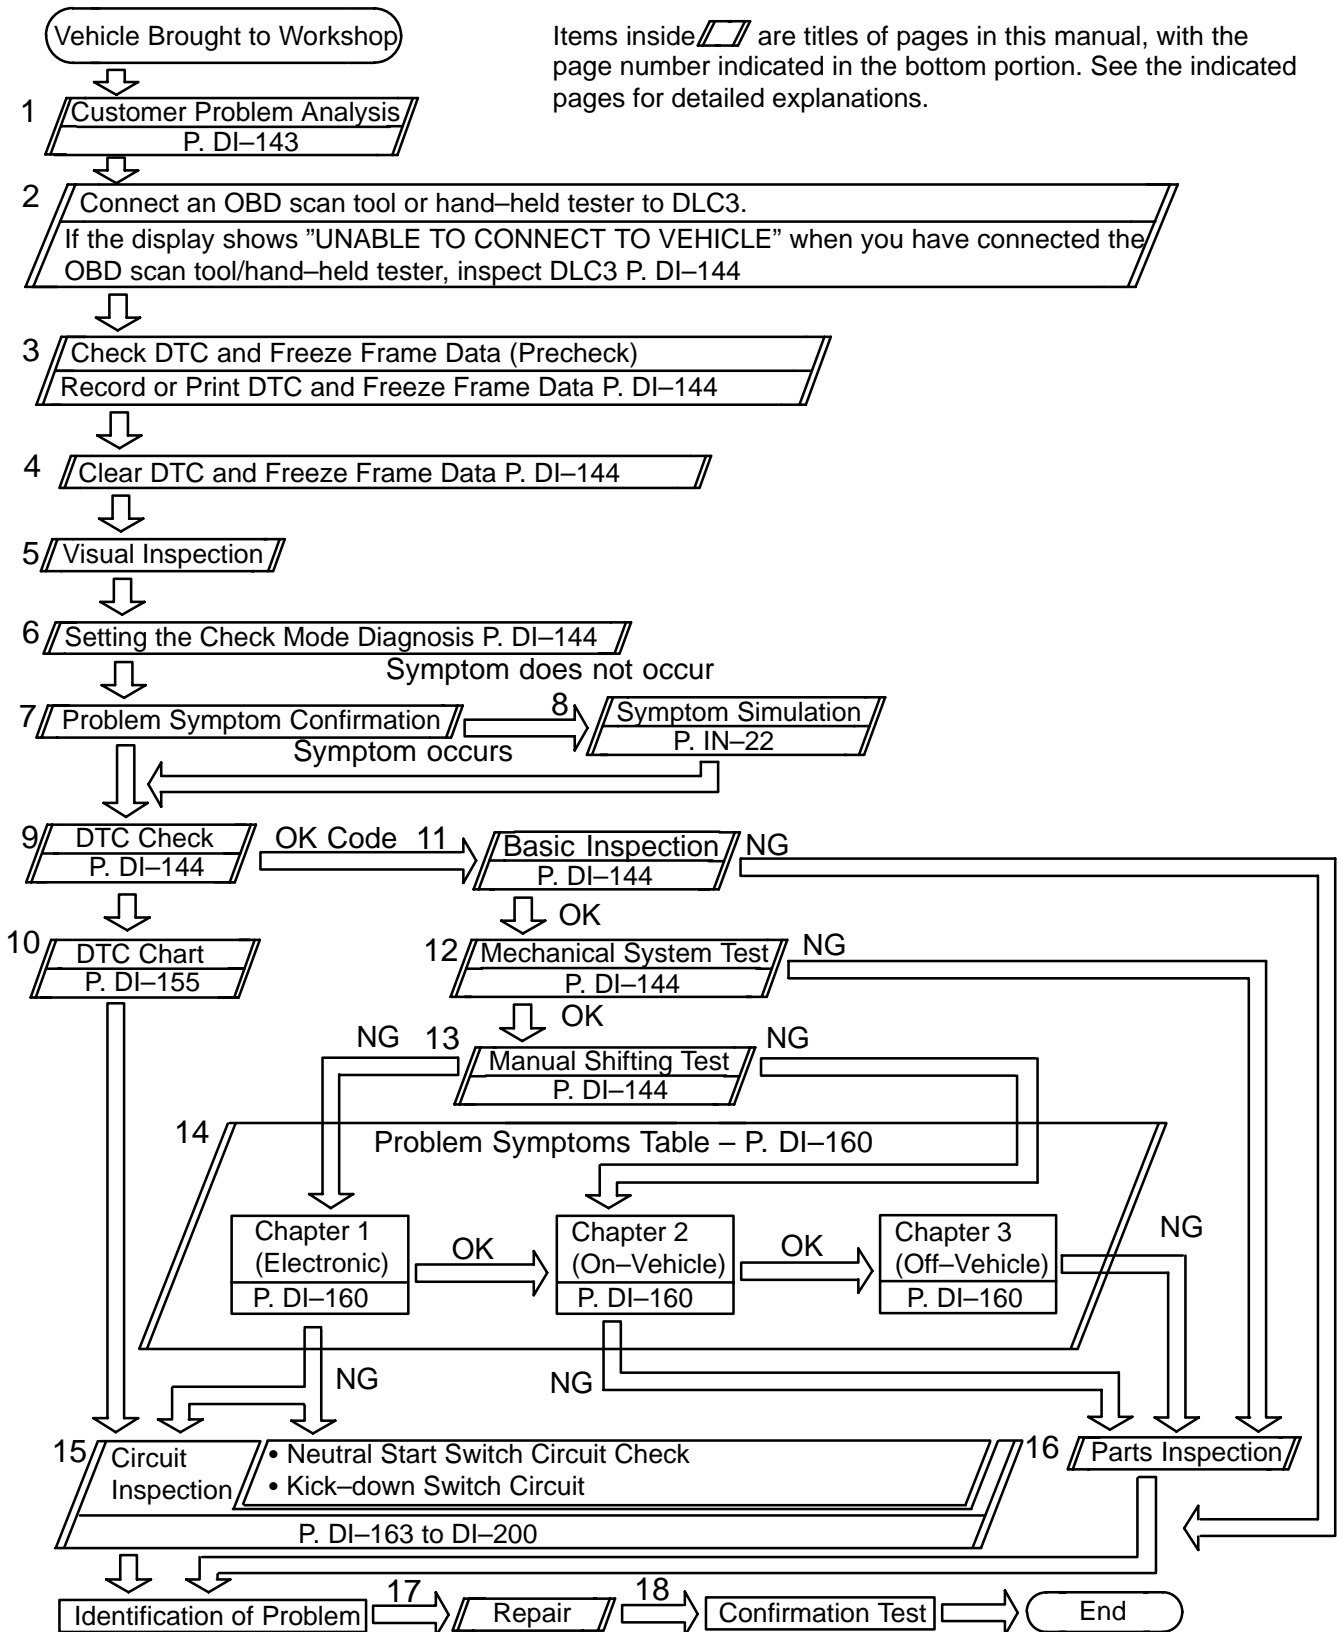 Vehicle Brought to Workshop
Items inside are titles of pages in this manual, with the
page number indicated in the bottom portion. See the indicated
pages for detailed explanations.
1
Customer Problem Analysis
P. DI–143
2
Connect an OBD scan tool or hand–held tester to DLC3.
If the display shows ”UNABLE TO CONNECT TO VEHICLE” when you have connected the
OBD scan tool/hand–held tester, inspect DLC3 P. DI–144
3
Check DTC and Freeze Frame Data (Precheck)
Record or Print DTC and Freeze Frame Data P. DI–144
4
Clear DTC and Freeze Frame Data P. DI–144
5
Visual Inspection
6
Setting the Check Mode Diagnosis P. DI–144
Symptom does not occur
7
Problem Symptom Confirmation
8
Symptom Simulation
P. IN–22
Symptom occurs
9
DTC Check
P. DI–144
OK Code
11
Basic Inspection
P. DI–144
NG
OK
10
DTC Chart
P. DI–155
12
Mechanical System Test
P. DI–144
NG
OK
NG
13
Manual Shifting Test
P. DI–144
NG
14
Problem Symptoms Table – P. DI–160
Chapter 1
(Electronic)
P. DI–160
OK
Chapter 2
(On–Vehicle)
P. DI–160
OK
Chapter 3
(Off–Vehicle)
P. DI–160
NG
NG
NG
15
Circuit
Inspection
• Neutral Start Switch Circuit Check
• Kick–down Switch Circuit
P. DI–163 to DI–200
16
Parts Inspection
Identification of Problem
17
Repair
18
Confirmation Test
End